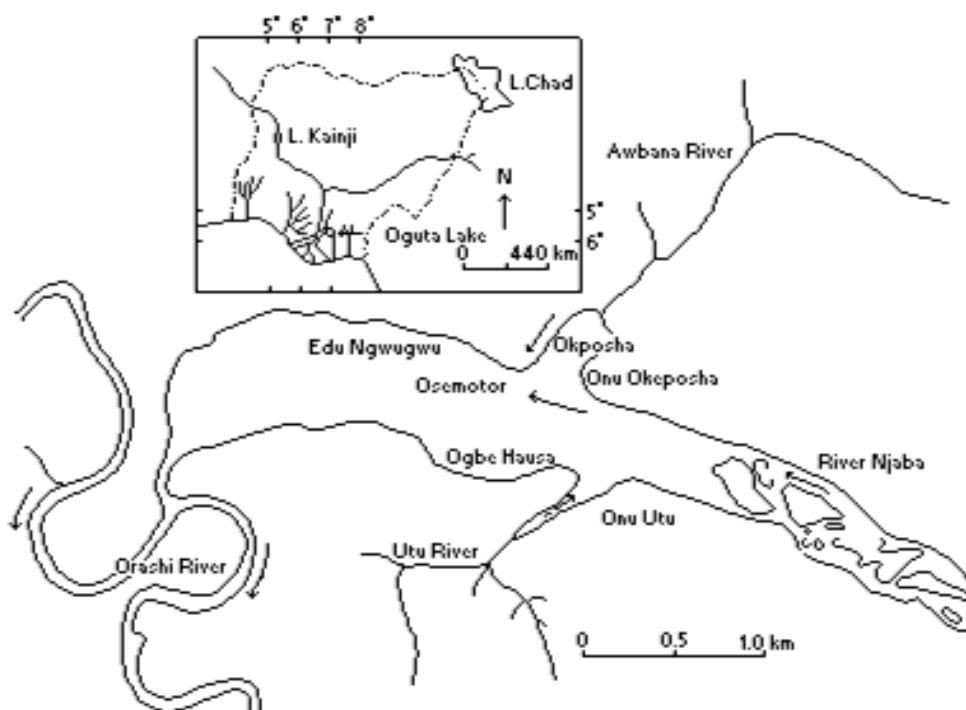 5° 6° 7° 8°
L.Chad
L. Kainji
N
5°
6°
Oguta Lake
0 440 km
Awbana River
Edu Ngwugwu
Okposha
Osemotor
Onu Okeposha
Ogbe Hausa
River Njaba
Onu Utu
Utu River
Orashi River
0 0.5 1.0 km